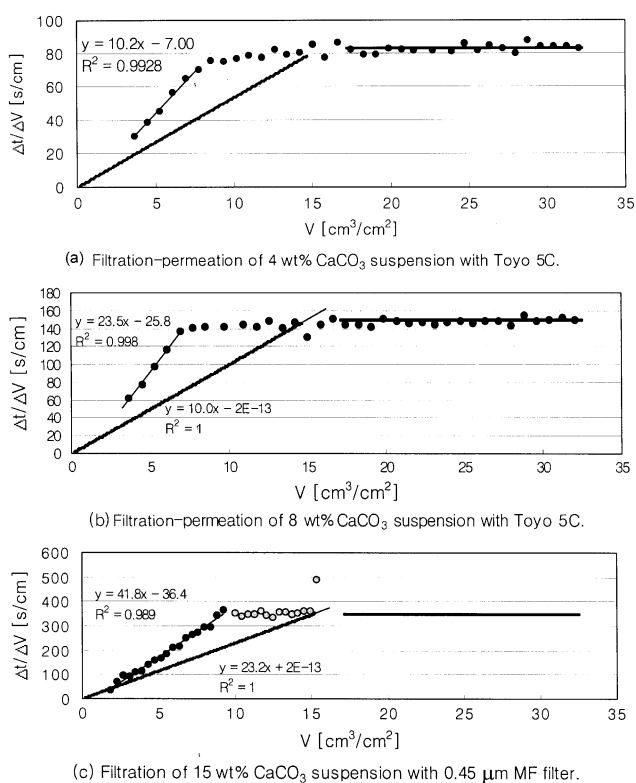 100
80
60
40
20
0
Δt/ΔV [s/cm]
y = 10.2x − 7.00
R² = 0.9928
0 5 10 15 20 25 30 35
V [cm³/cm²]
(a) Filtration-permeation of 4 wt% CaCO₃ suspension with Toyo 5C.
180
160
140
120
100
80
60
40
20
0
Δt/ΔV [s/cm]
y = 23.5x − 25.8
R² = 0.998
y = 10.0x − 2E-13
R² = 1
0 5 10 15 20 25 30 35
V [cm³/cm²]
(b) Filtration-permeation of 8 wt% CaCO₃ suspension with Toyo 5C.
600
500
400
300
200
100
0
Δt/ΔV [s/cm]
y = 41.8x − 36.4
R² = 0.989
y = 23.2x + 2E-13
R² = 1
0 5 10 15 20 25 30 35
V [cm³/cm²]
(c) Filtration of 15 wt% CaCO₃ suspension with 0.45 μm MF filter.